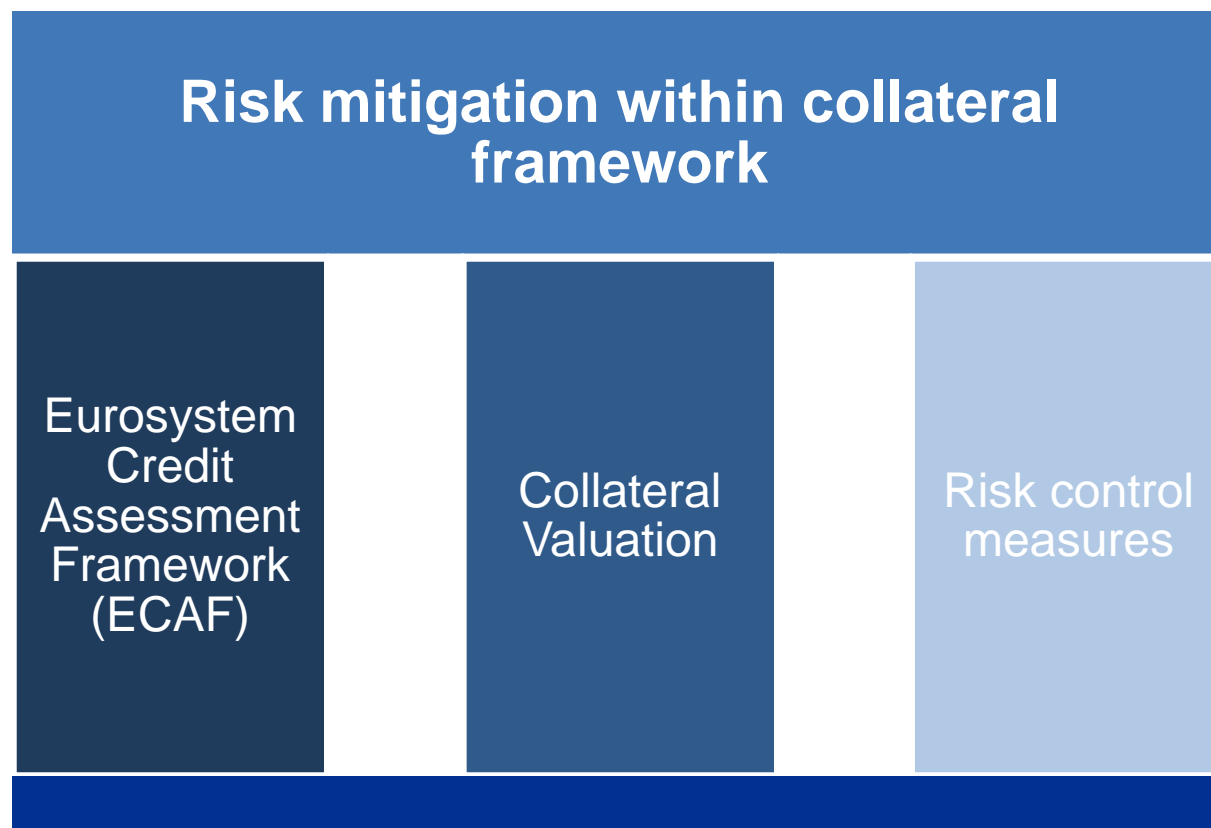 Risk mitigation within collateral
framework
Eurosystem
Credit
Assessment
Framework
(ECAF)
Collateral
Valuation
Risk control
measures